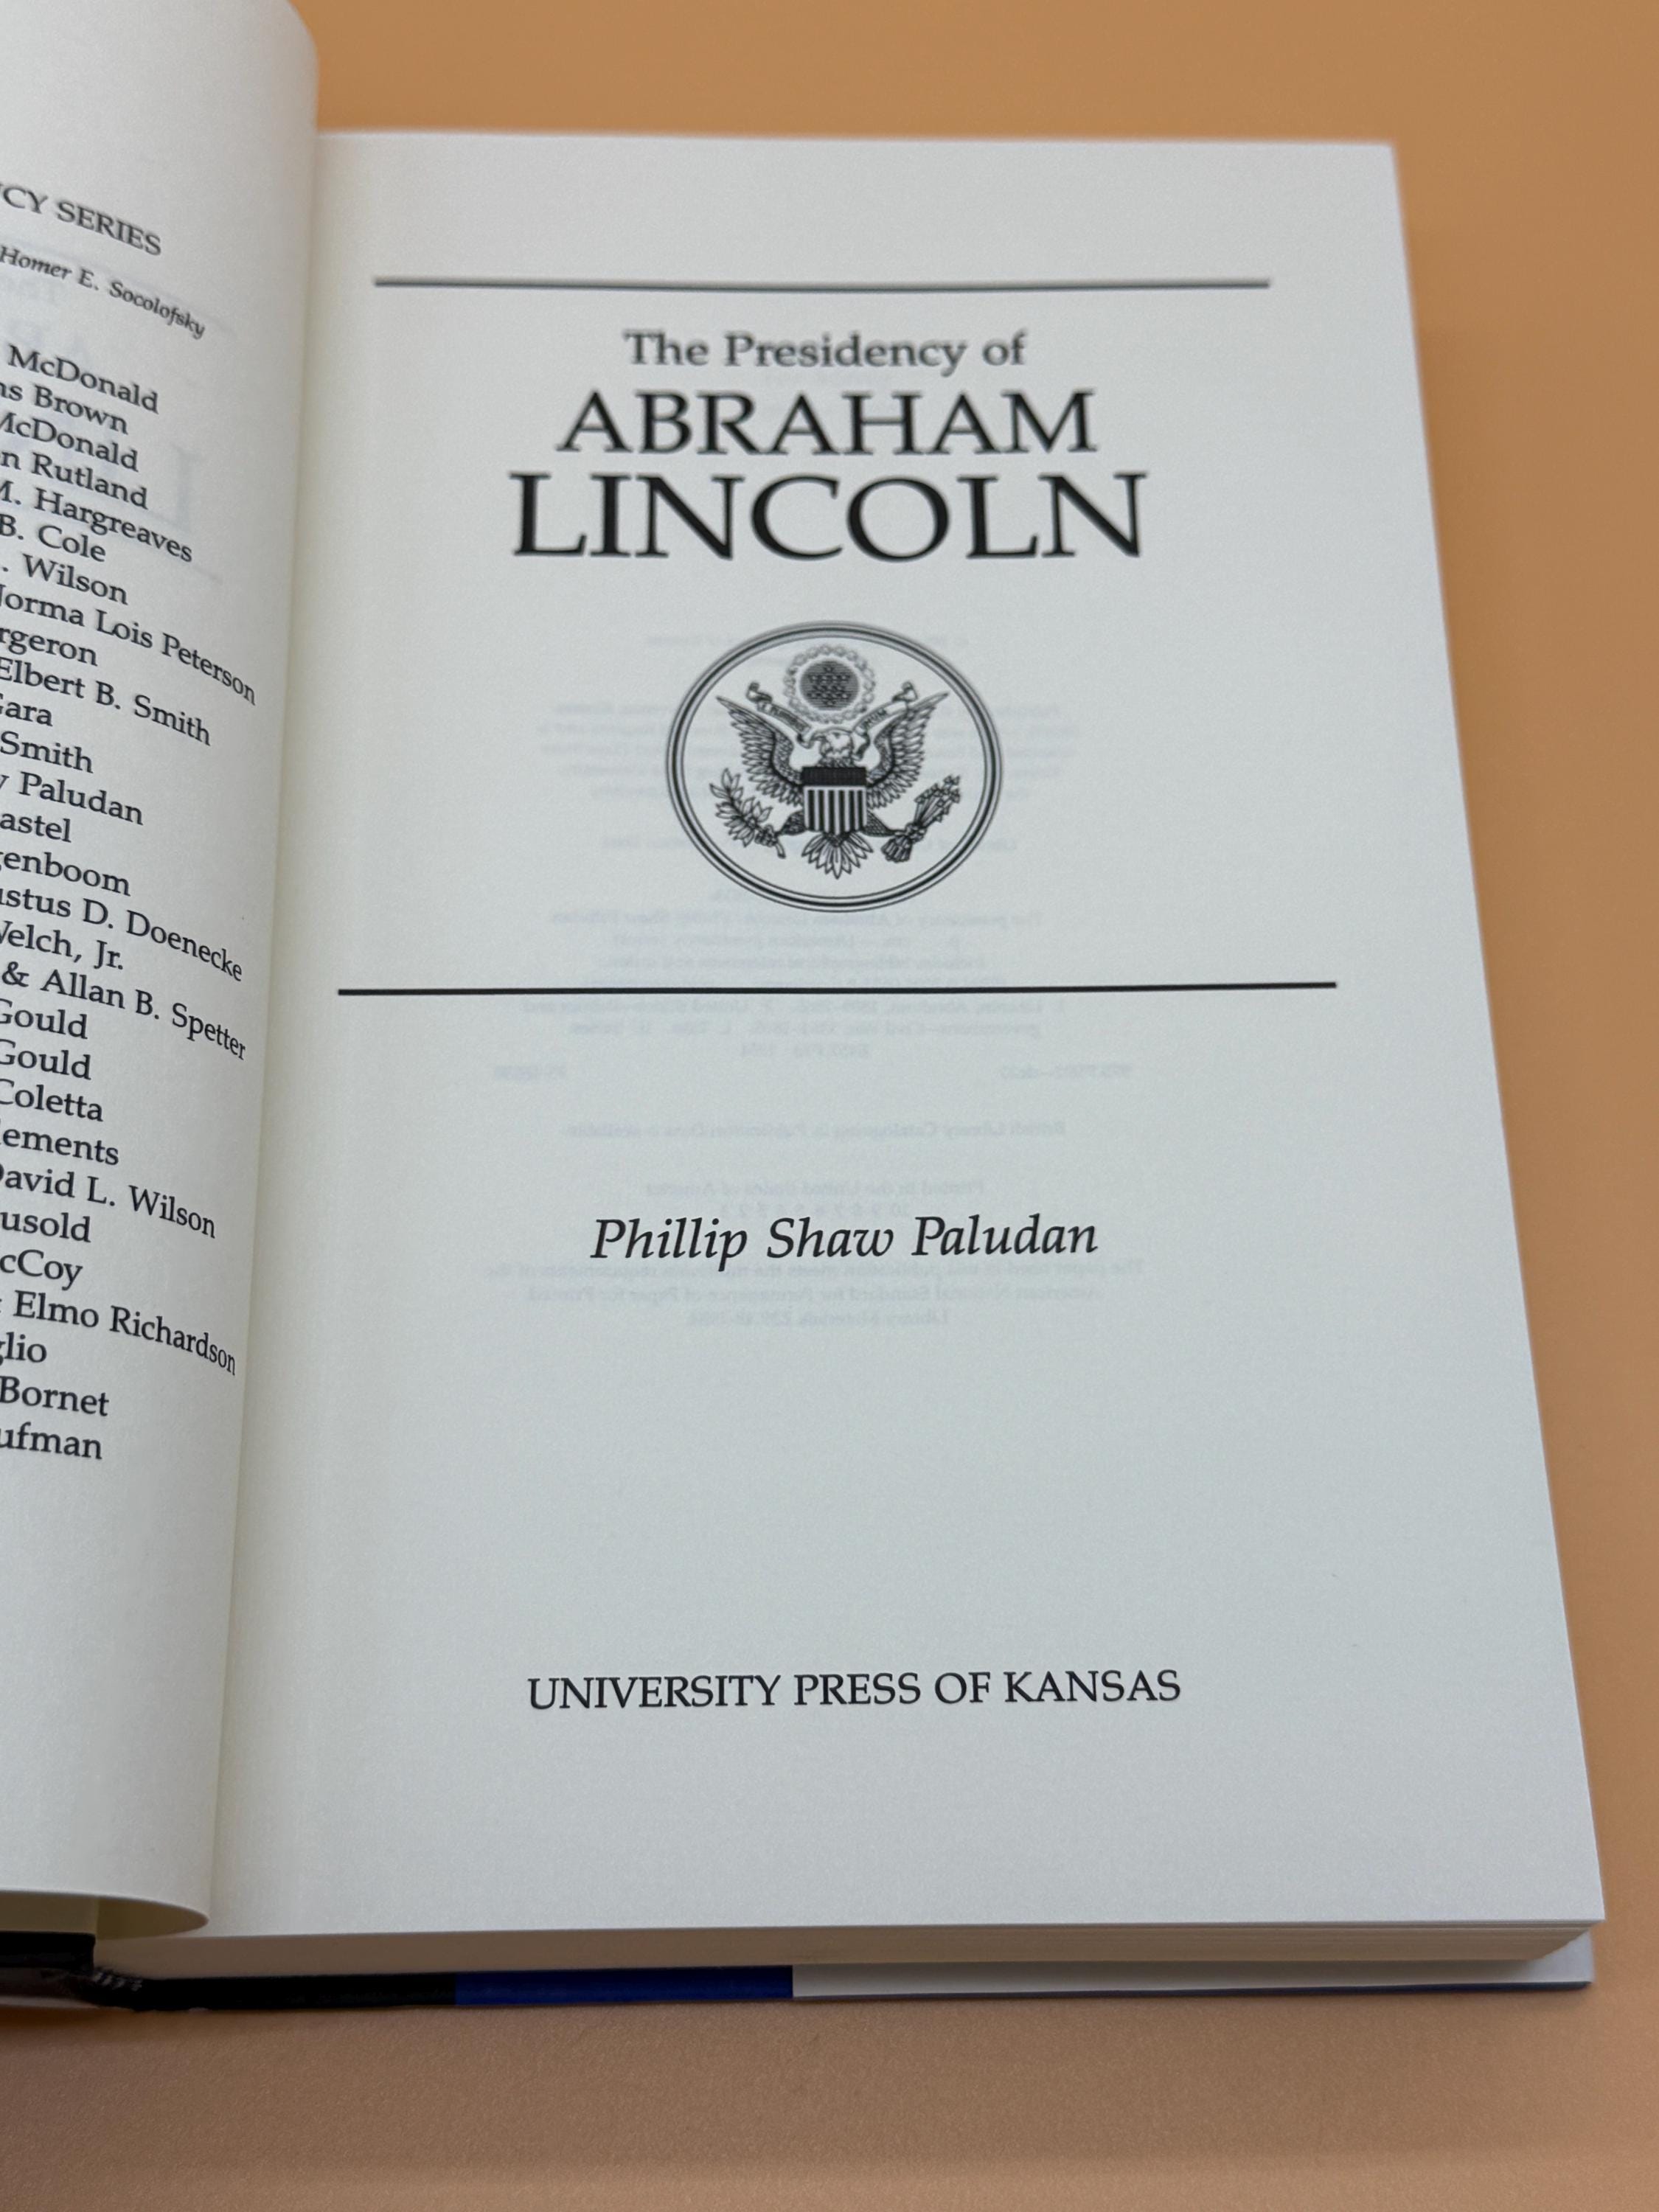 CY SERIES
Homer E. Socolofsky
McDonald
Brown
McDonald
Rutland
M. Hargreaves
B. Cole
Wilson
Norma Lois Peterson
rgeron
Elbert B. Smith
Gara
Smith
Paludan
astel
genboom
ustus D. Doenecke
Welch, Jr.
& Allan B. Spetter
Gould
Gould
Coletta
lements
David L. Wilson
usold
cCoy
Elmo Richardson
glio
Bornet
ufman
The Presidency of
ABRAHAM
LINCOLN
Phillip Shaw Paludan
UNIVERSITY PRESS OF KANSAS